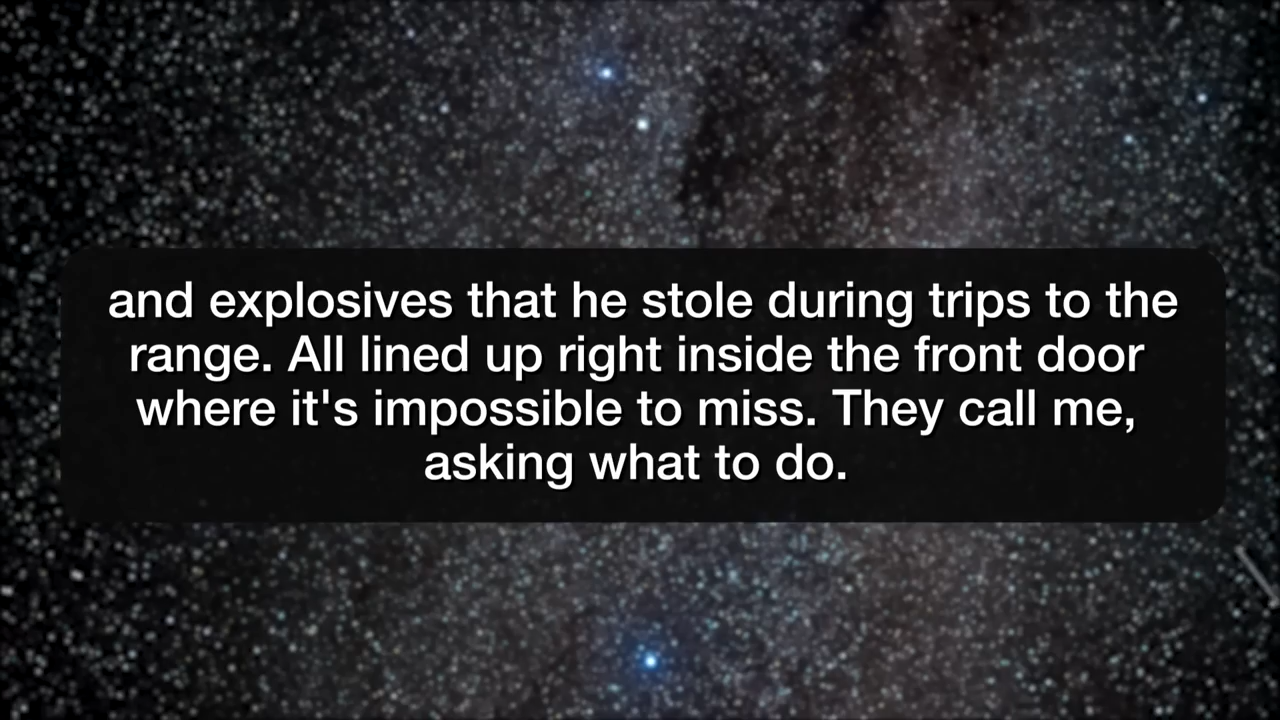 and explosives that he stole during trips to the
range. All lined up right inside the front door
where it's impossible to miss. They call me,
asking what to do.